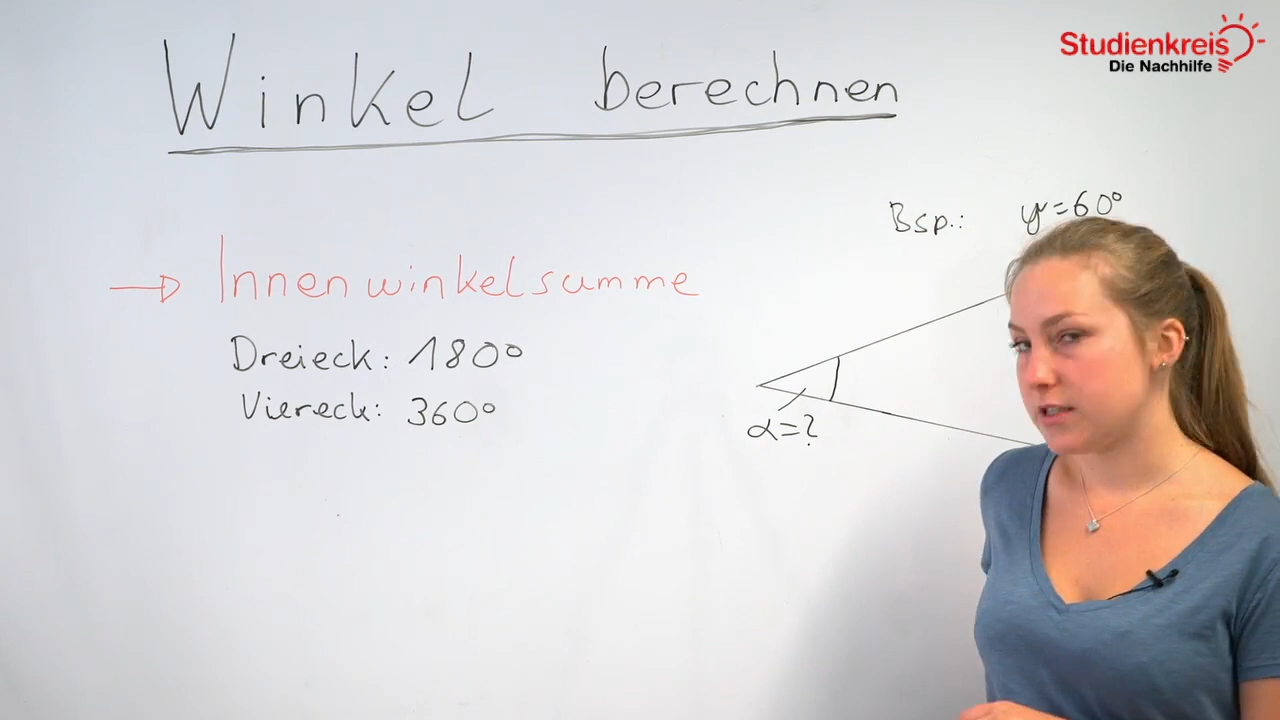 Winkel berechnen
Studienkreis
Die Nachhilfe
Bsp.: γ=60°
→ Innenwinkelsumme
Dreieck: 180°
Viereck: 360°
α=?